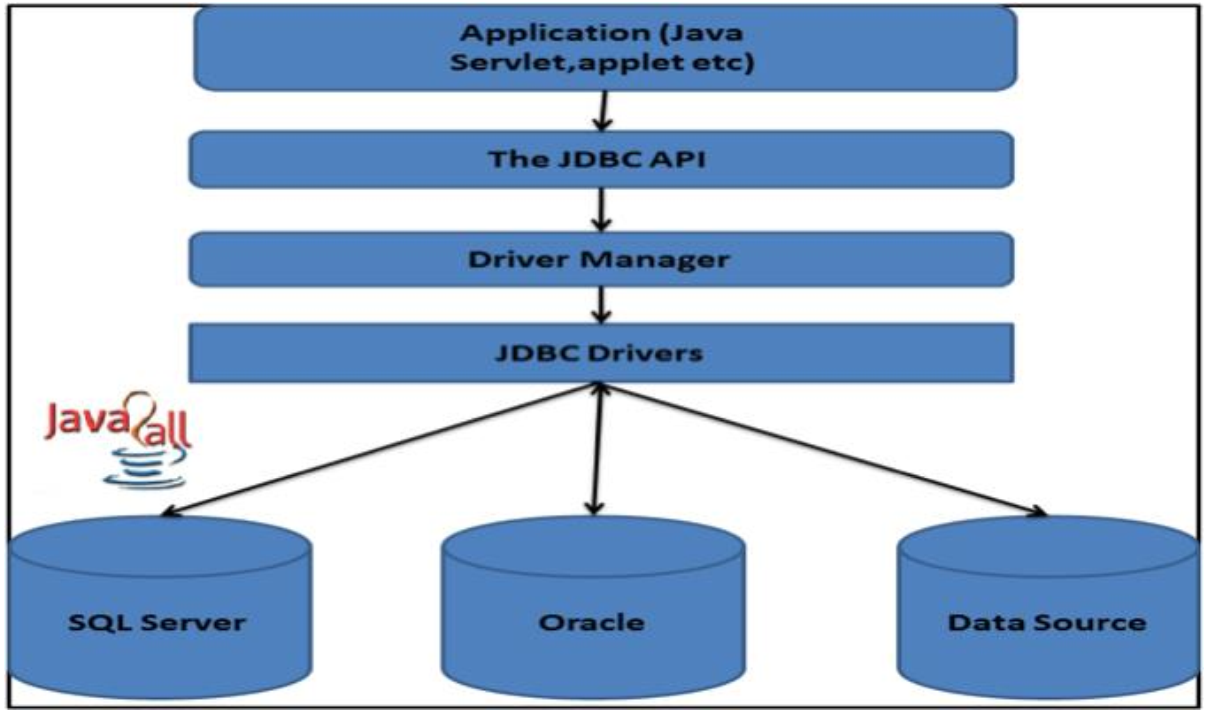 Application (Java
Servlet,applet etc)
The JDBC API
Driver Manager
JDBC Drivers
Java2all
SQL Server
Oracle
Data Source